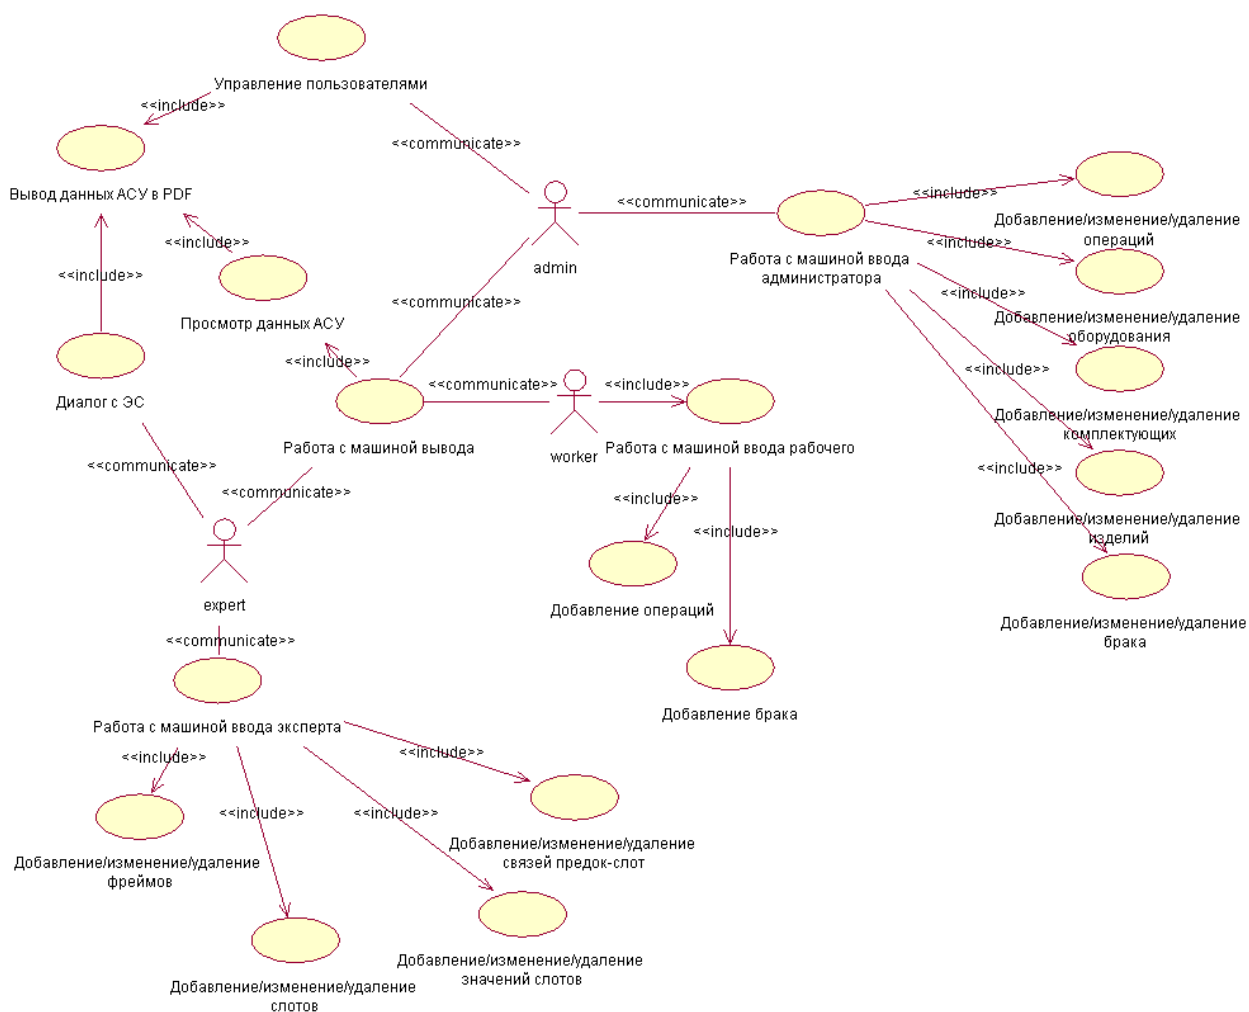 Управление пользователями
<<include>>
<<communicate>>
Вывод данных АСУ в PDF
<<include>>
<<include>>
Просмотр данных АСУ
<<communicate>>
admin
<<communicate>>
Работа с машиной ввода
администратора
<<include>>
Добавление/изменение/удаление
операций
<<include>>
Добавление/изменение/удаление
оборудования
<<include>>
Добавление/изменение/удаление
комплектующих
<<include>>
Добавление/изменение/удаление
изделий
<<include>>
Добавление/изменение/удаление
брака
<<include>>
Диалог с ЭС
Работа с машиной вывода
<<communicate>>
worker
<<include>>
Работа с машиной ввода рабочего
<<communicate>>
<<communicate>>
<<include>>
<<include>>
Добавление операций
Добавление брака
expert
<<communicate>>
Работа с машиной ввода эксперта
<<include>>
<<include>>
<<include>>
<<include>>
Добавление/изменение/удаление
связей предок-слот
Добавление/изменение/удаление
фреймов
Добавление/изменение/удаление
значений слотов
Добавление/изменение/удаление
слотов